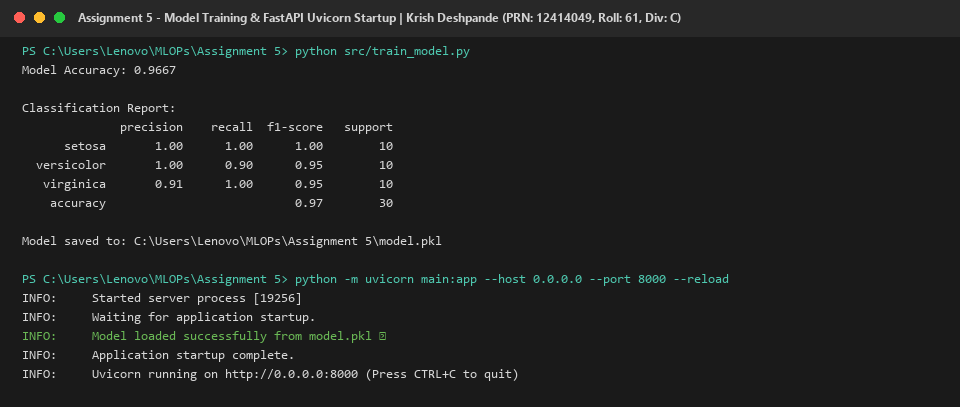 Assignment 5 - Model Training & FastAPI Uvicorn Startup | Krish Deshpande (PRN: 12414049, Roll: 61, Div: C)
PS C:\Users\Lenovo\MLOPs\Assignment 5> python src/train_model.py
Model Accuracy: 0.9667
Classification Report:
precision recall f1-score support
setosa 1.00 1.00 1.00 10
versicolor 1.00 0.90 0.95 10
virginica 0.91 1.00 0.95 10
accuracy 0.97 30
Model saved to: C:\Users\Lenovo\MLOPs\Assignment 5\model.pkl
PS C:\Users\Lenovo\MLOPs\Assignment 5> python -m uvicorn main:app --host 0.0.0.0 --port 8000 --reload
INFO: Started server process [19256]
INFO: Waiting for application startup.
INFO: Model loaded successfully from model.pkl
INFO: Application startup complete.
INFO: Uvicorn running on http://0.0.0.0:8000 (Press CTRL+C to quit)